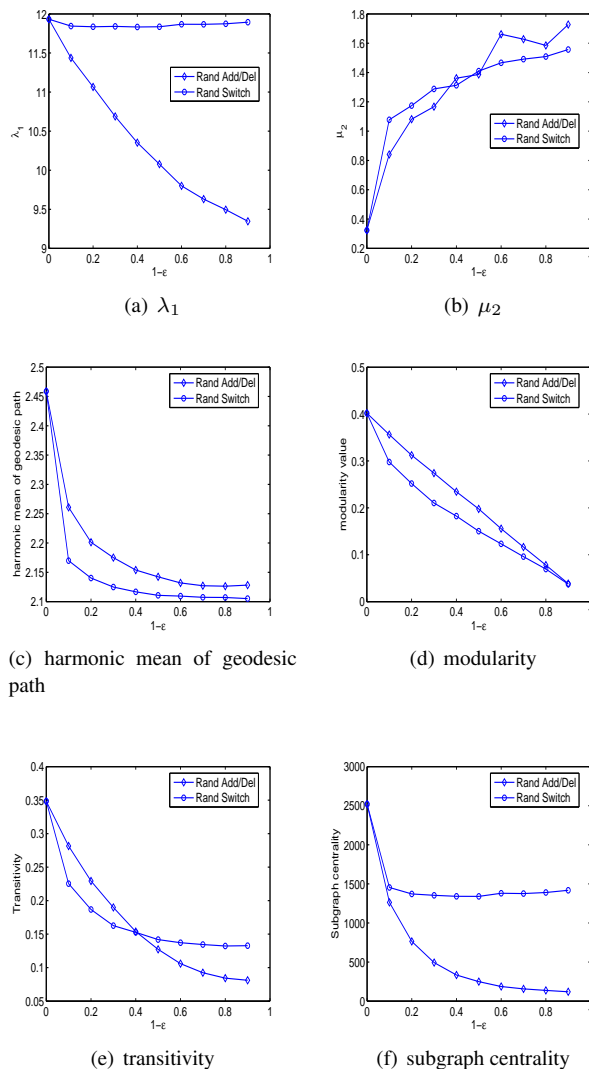 12
11.5
11
10.5
10
9.5
9
λ1
0 0.2 0.4 0.6 0.8 1
1−ε
Rand Add/Del
Rand Switch
(a) λ1
1.8
1.6
1.4
1.2
1
0.8
0.6
0.4
0.2
μ2
0 0.2 0.4 0.6 0.8 1
1−ε
Rand Add/Del
Rand Switch
(b) μ2
2.5
2.45
2.4
2.35
2.3
2.25
2.2
2.15
2.1
harmonic mean of geodesic path
0 0.2 0.4 0.6 0.8 1
1−ε
Rand Add/Del
Rand Switch
(c) harmonic mean of geodesic
path
0.5
0.4
0.3
0.2
0.1
0
modularity value
0 0.2 0.4 0.6 0.8 1
1−ε
Rand Add/Del
Rand Switch
(d) modularity
0.4
0.35
0.3
0.25
0.2
0.15
0.1
0.05
Transitivity
0 0.2 0.4 0.6 0.8 1
1−ε
Rand Add/Del
Rand Switch
(e) transitivity
3000
2500
2000
1500
1000
500
0
Subgraph centrality
0 0.2 0.4 0.6 0.8 1
1−ε
Rand Add/Del
Rand Switch
(f) subgraph centrality